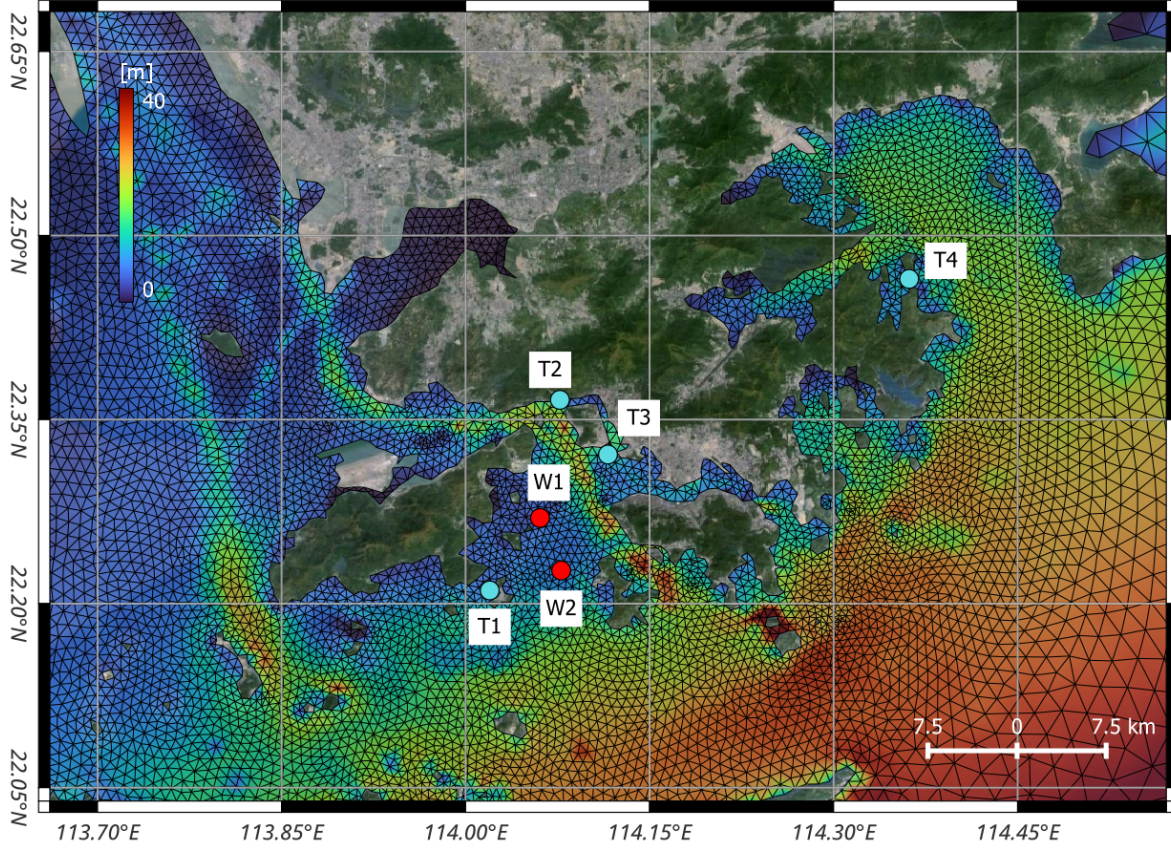 22.65°N
[m]
40
22.50°N
0
T4
T2
22.35°N
T3
W1
22.20°N
T1
W2
7.5
0
7.5 km
22.05°N
113.70°E
113.85°E
114.00°E
114.15°E
114.30°E
114.45°E